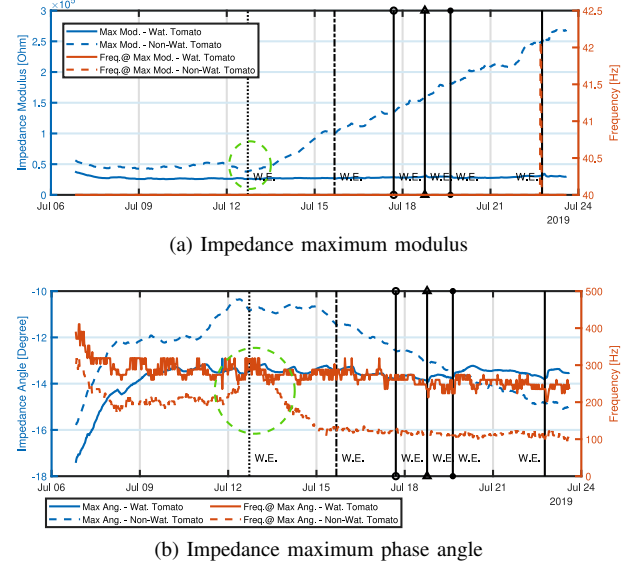 3
×10⁵
42.5
Max Mod. - Wat. Tomato
Max Mod. - Non-Wat. Tomato
Freq.@ Max Mod. - Wat. Tomato
Freq.@ Max Mod. - Non-Wat. Tomato
2.5
42
2
41.5
1.5
41
1
40.5
0.5
0
40
Impedance Modulus [Ohm]
Frequency [Hz]
W.E. W.E. W.E. W.E. W.E.
Jul 06 Jul 09 Jul 12 Jul 15 Jul 18 Jul 21 Jul 24
2019
(a) Impedance maximum modulus
-10 500
-12 400
300
-14
200
-16
100
-18 0
Impedance Angle [Degree]
Frequency [Hz]
W.E. W.E. W.E. W.E W.E. W.E.
Jul 06 Jul 09 Jul 12 Jul 15 Jul 18 Jul 21 Jul 24
2019
Max Ang. - Wat. Tomato Freq.@ Max Ang. - Wat. Tomato
Max Ang. - Non-Wat. Tomato Freq.@ Max Ang. - Non-Wat. Tomato
(b) Impedance maximum phase angle